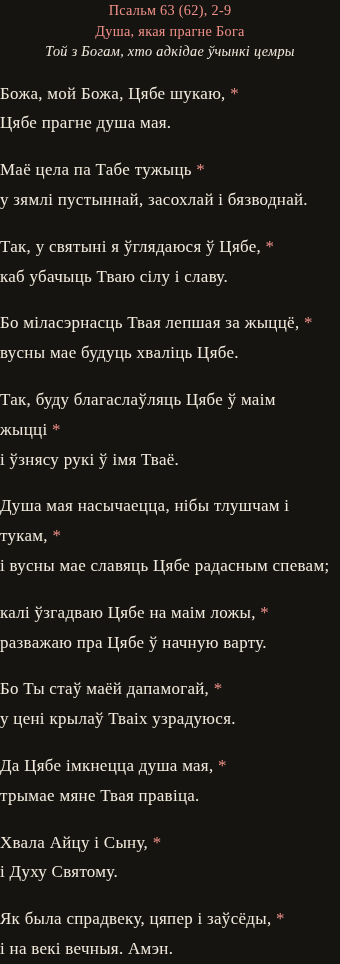 Псальм 63 (62), 2-9
Душа, якая прагне Бога
Той з Богам, хто адкідае ўчынкі цемры
Божа, мой Божа, Цябе шукаю, *
Цябе прагне душа мая.
Маё цела па Табе тужыць *
у зямлі пустыннай, засохлай і бязводнай.
Так, у святыні я ўглядаюся ў Цябе, *
каб убачыць Тваю сілу і славу.
Бо міласэрнасць Твая лепшая за жыццё, *
вусны мае будуць хваліць Цябе.
Так, буду благаслаўляць Цябе ў маім
жыцці *
і ўзнясу рукі ў імя Тваё.
Душа мая насычаецца, нібы тлушчам і
тукам, *
і вусны мае славяць Цябе радасным спевам;
калі ўзгадваю Цябе на маім ложы, *
разважаю пра Цябе ў начную варту.
Бо Ты стаў маёй дапамогай, *
у цені крылаў Тваіх узрадуюся.
Да Цябе імкнецца душа мая, *
трымае мяне Твая правіца.
Хвала Айцу і Сыну, *
і Духу Святому.
Як была спрадвеку, цяпер і заўсёды, *
і на векі вечныя. Амэн.